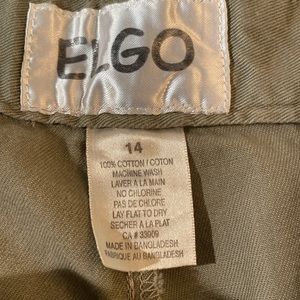 ELGO
14
100% COTTON / COTON
MACHINE WASH
LAVER A LA MAIN
NO CHLORINE
PAS DE CHLORE
LAY FLAT TO DRY
SECHER A LA PLAT
CA # 33909
MADE IN BANGLADESH
FABRIQUE AU BANGLADESH